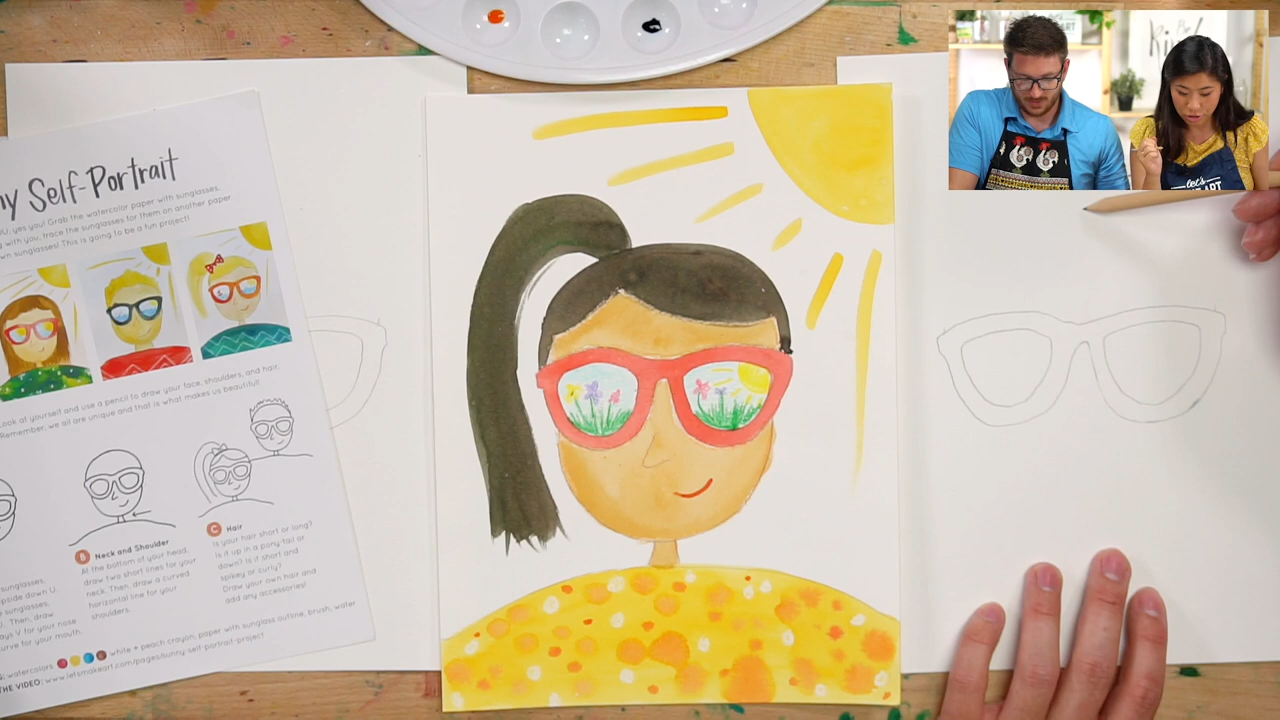 ny Self-Portrait
OU, yes you! Grab the watercolor paper with sunglasses.
g with you, trace the sunglasses for them on another paper
wn sunglasses! This is going to be a fun project!
Look at yourself and use a pencil to draw your face, shoulders, and hair.
Remember, we all are unique and that is what makes us beautiful!
sunglasses,
pside down U.
sunglasses,
Then, draw
ays V for your nose
curve for your mouth.
B Neck and Shoulder
At the bottom of your head,
draw two short lines for your
neck. Then, draw a curved
horizontal line for your
shoulders.
C Hair
Is your hair short or long?
Is it up in a pony-tail or
down? Is it short and
spikey or curly?
Draw your own hair and
add any accessories!
watercolors white + peach crayon, paper with sunglass outline, brush, water
THE VIDEO: www.letsmakeart.com/pages/sunny-self-portrait-project
let's